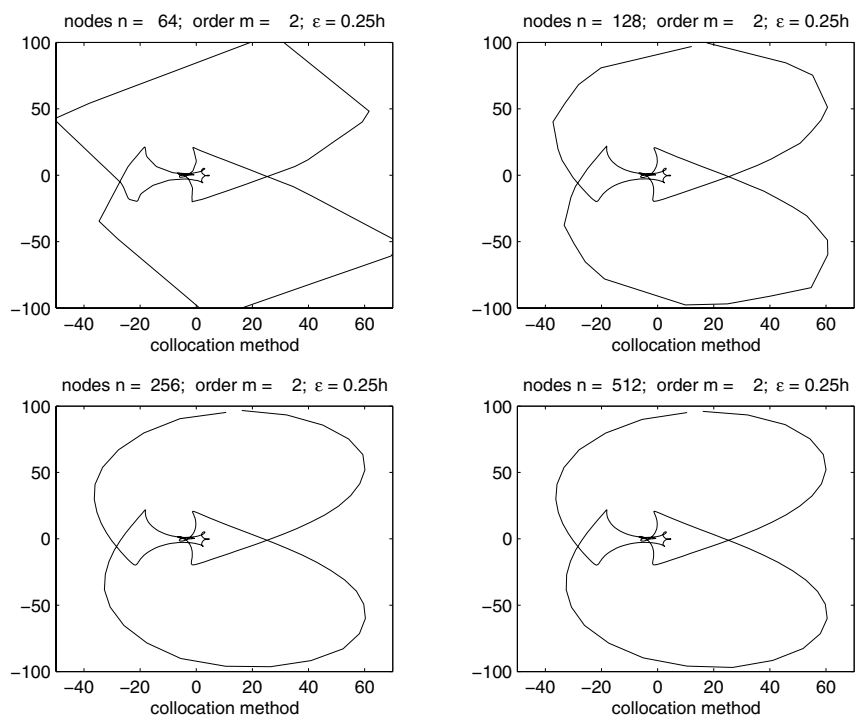 nodes n = 64; order m = 2; ε = 0.25h
100
50
0
−50
−100
−40 −20 0 20 40 60
collocation method
nodes n = 128; order m = 2; ε = 0.25h
100
50
0
−50
−100
−40 −20 0 20 40 60
collocation method
nodes n = 256; order m = 2; ε = 0.25h
100
50
0
−50
−100
−40 −20 0 20 40 60
collocation method
nodes n = 512; order m = 2; ε = 0.25h
100
50
0
−50
−100
−40 −20 0 20 40 60
collocation method